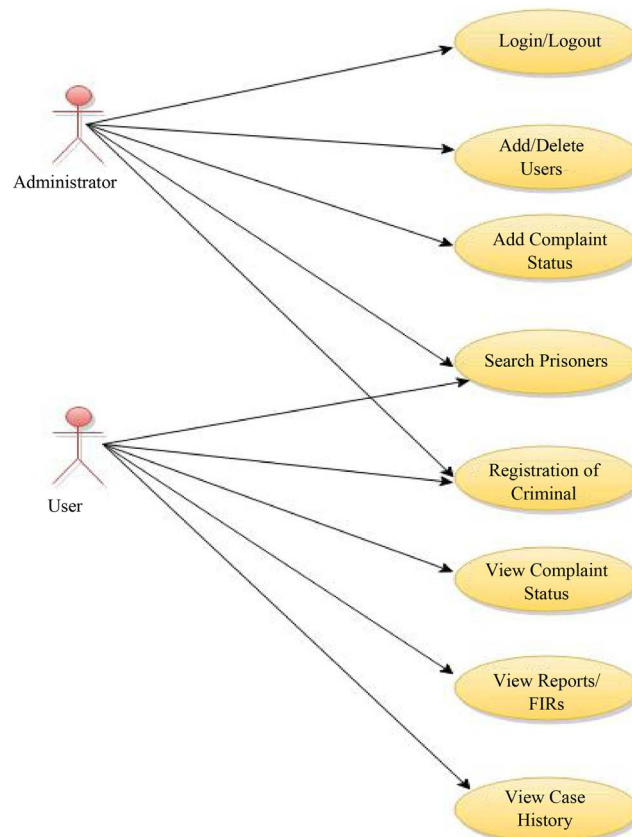 Login/Logout
Administrator
Add/Delete
Users
Add Complaint
Status
Search Prisoners
User
Registration of
Criminal
View Complaint
Status
View Reports/
FIRs
View Case
History